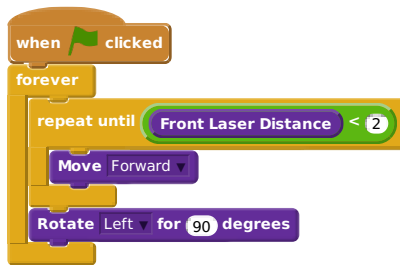 when clicked
forever
repeat until Front Laser Distance < 2
Move Forward
Rotate Left for 90 degrees